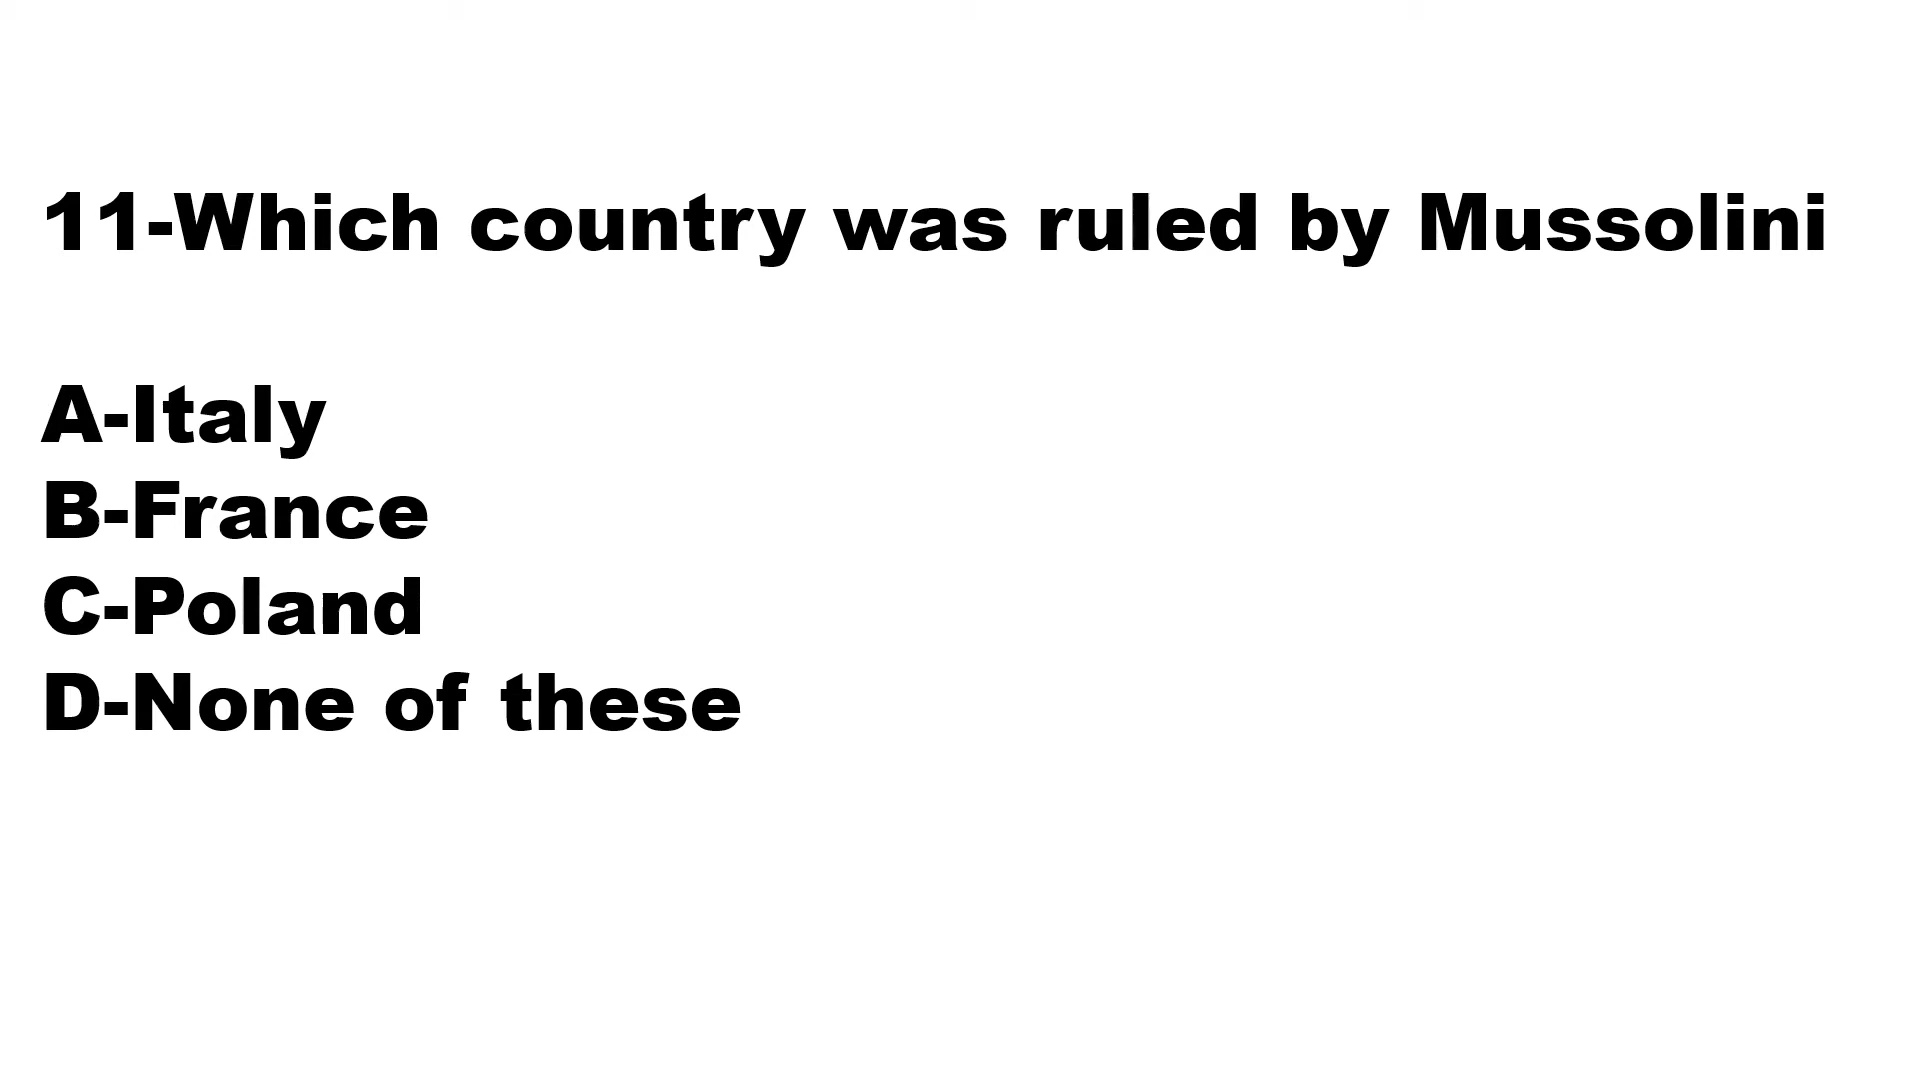 11-Which country was ruled by Mussolini
A-Italy
B-France
C-Poland
D-None of these